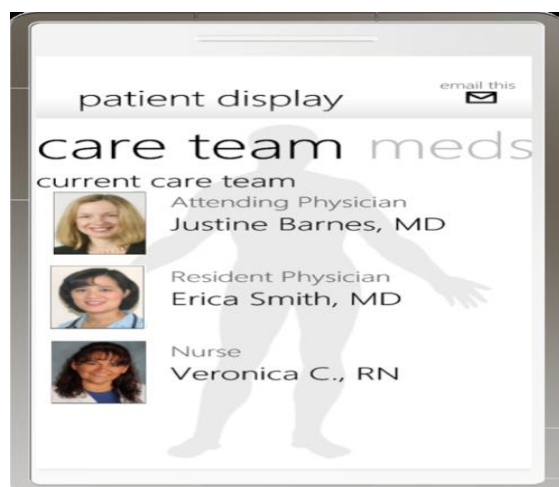 patient display
email this
care team meds
current care team
Attending Physician
Justine Barnes, MD
Resident Physician
Erica Smith, MD
Nurse
Veronica C., RN